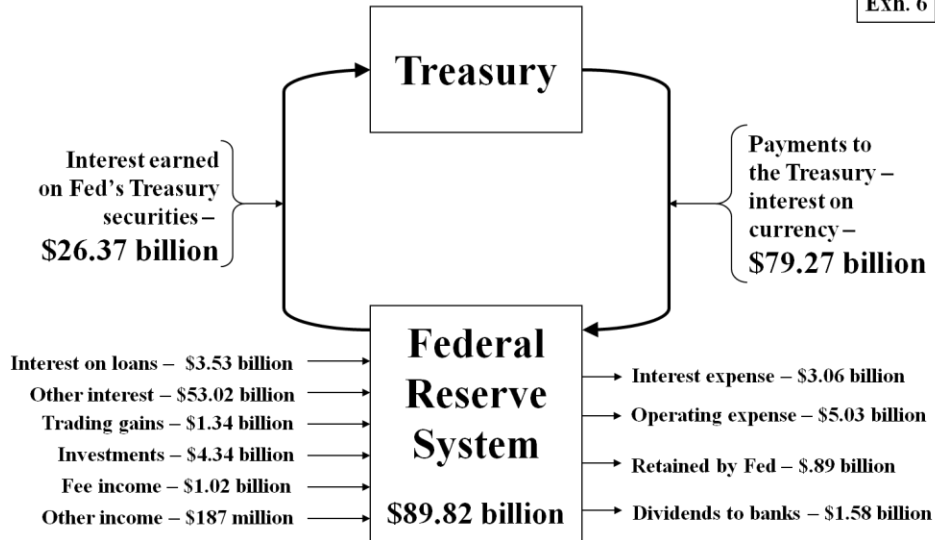 Exh. 6
Treasury
Interest earned
on Fed's Treasury
securities –
$26.37 billion
Payments to
the Treasury –
interest on
currency –
$79.27 billion
Federal
Reserve
System
$89.82 billion
Interest on loans – $3.53 billion
Other interest – $53.02 billion
Trading gains – $1.34 billion
Investments – $4.34 billion
Fee income – $1.02 billion
Other income – $187 million
Interest expense – $3.06 billion
Operating expense – $5.03 billion
Retained by Fed – $.89 billion
Dividends to banks – $1.58 billion